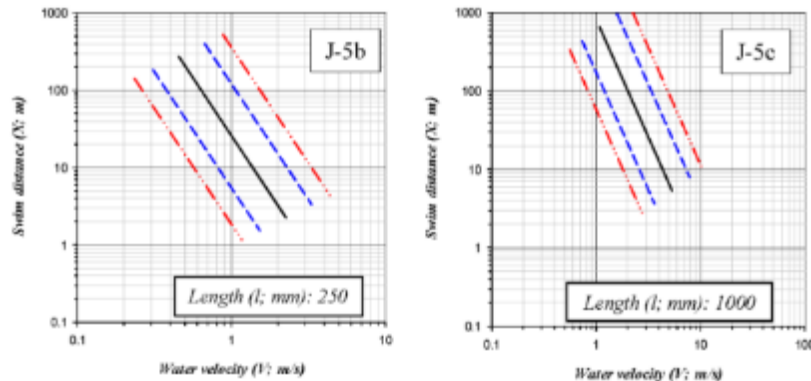 1000
100
10
1
0.1
Swim distance (X; m)
J-5b
Length (l; mm): 250
0.1
1
10
Water velocity (V; m/s)
1000
100
10
1
0.1
Swim distance (X; m)
J-5c
Length (l; mm): 1000
0.1
1
10
100
Water velocity (V; m/s)